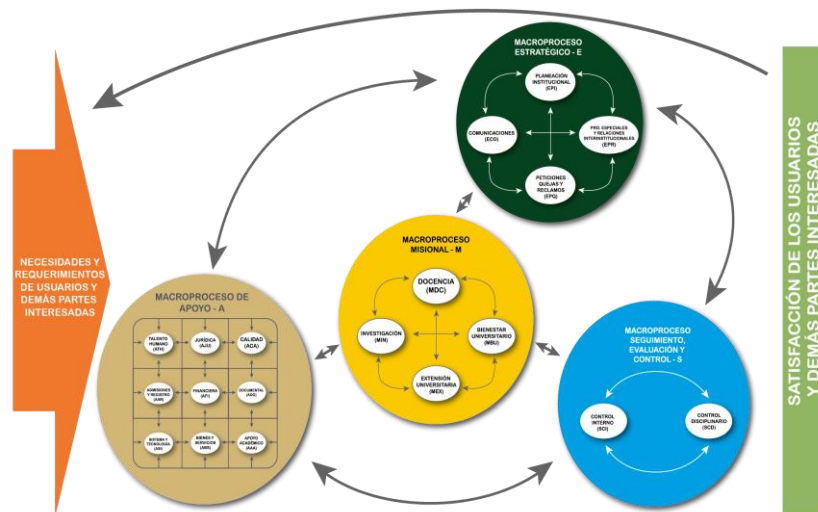 NECESIDADES Y
REQUERIMIENTOS
DE USUARIOS Y
DEMÁS PARTES
INTERESADAS
MACROPROCESO
ESTRATÉGICO - E
PLANEACIÓN
INSTITUCIONAL
(EPI)
COMUNICACIONES
(ECO)
PRO. ESPECIALES
Y RELACIONES
INTERINSTITUCIONALES
(EPR)
PETICIONES
QUEJAS Y
RECLAMOS
(EPQ)
MACROPROCESO
MISIONAL - M
DOCENCIA
(MDC)
INVESTIGACIÓN
(MIN)
BIENESTAR
UNIVERSITARIO
(MBU)
EXTENSIÓN
UNIVERSITARIA
(MEX)
MACROPROCESO DE
APOYO - A
TALENTO
HUMANO
(ATH)
JURÍDICA
(AJU)
CALIDAD
(ACA)
ADMISIONES
Y REGISTRO
(AAR)
FINANCIERA
(AFI)
DOCUMENTAL
(ADO)
SISTEMA Y
TECNOLOGIA
(ASI)
BIENES Y
SERVICIOS
(ABS)
APOYO
ACADÉMICO
(AAA)
MACROPROCESO
SEGUIMIENTO,
EVALUACIÓN Y
CONTROL - S
CONTROL
INTERNO
(SCI)
CONTROL
DISCIPLINARIO
(SCD)
SATISFACCIÓN DE LOS USUARIOS
Y DEMÁS PARTES INTERESADAS